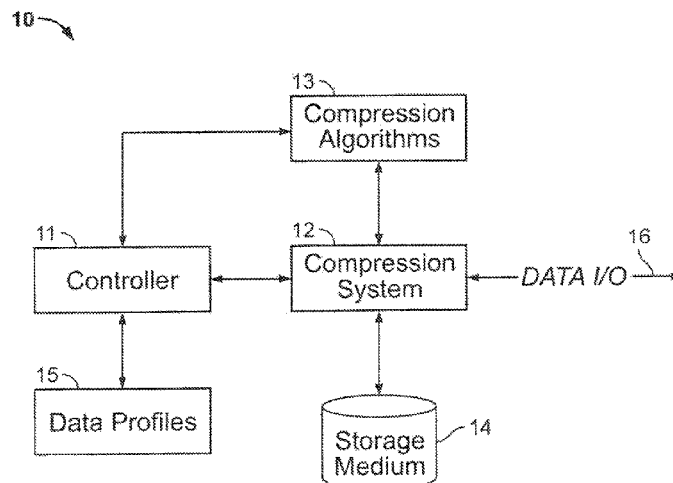 10
13
Compression
Algorithms
11
Controller
12
Compression
System
DATA I/O
16
15
Data Profiles
Storage
Medium
14